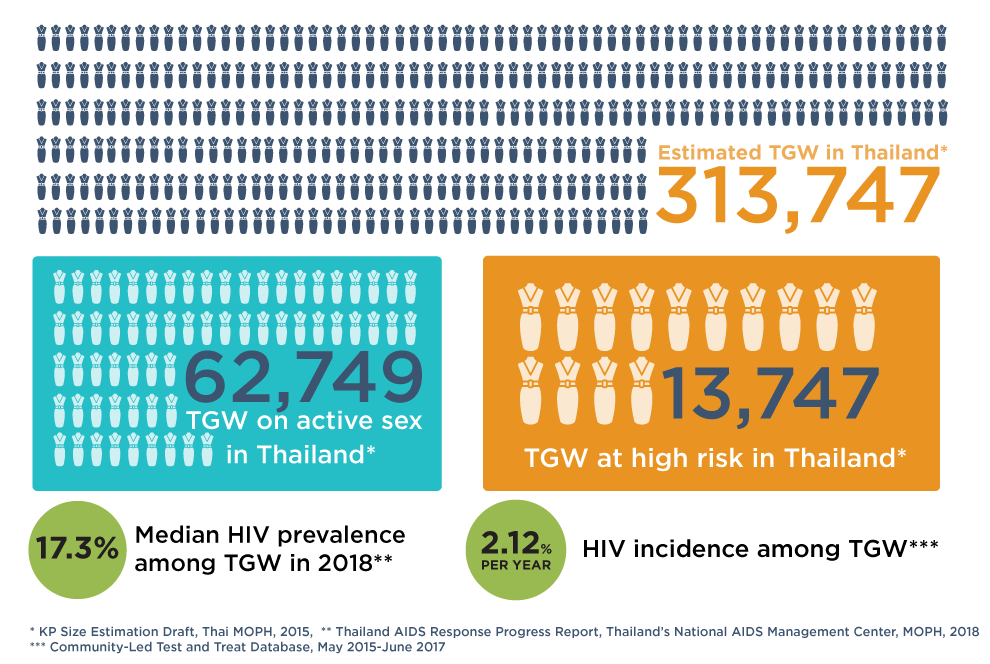 Estimated TGW in Thailand*
313,747
62,749
TGW on active sex
in Thailand*
13,747
TGW at high risk in Thailand*
17.3%
Median HIV prevalence
among TGW in 2018**
2.12%
PER YEAR
HIV incidence among TGW***
* KP Size Estimation Draft, Thai MOPH, 2015, ** Thailand AIDS Response Progress Report, Thailand's National AIDS Management Center, MOPH, 2018
*** Community-Led Test and Treat Database, May 2015-June 2017